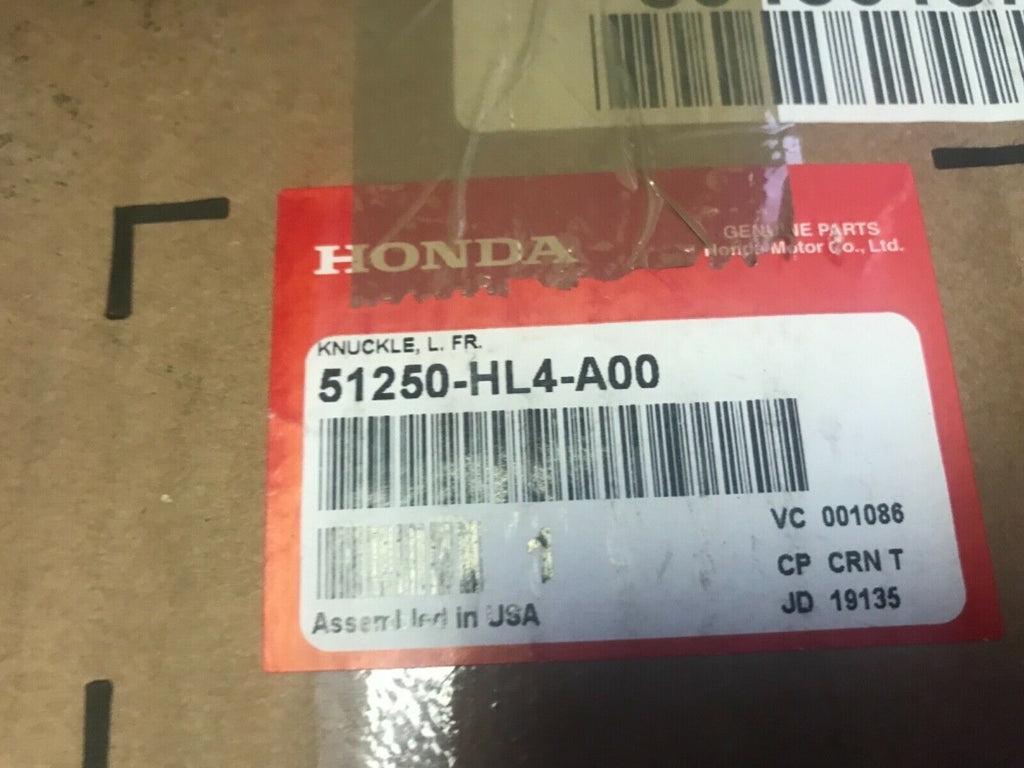 HONDA
GENUINE PARTS
Honda Motor Co., Ltd.
KNUCKLE, L. FR.
51250-HL4-A00
VC 001086
1
CP CRN T
JD 19135
Assembled in USA